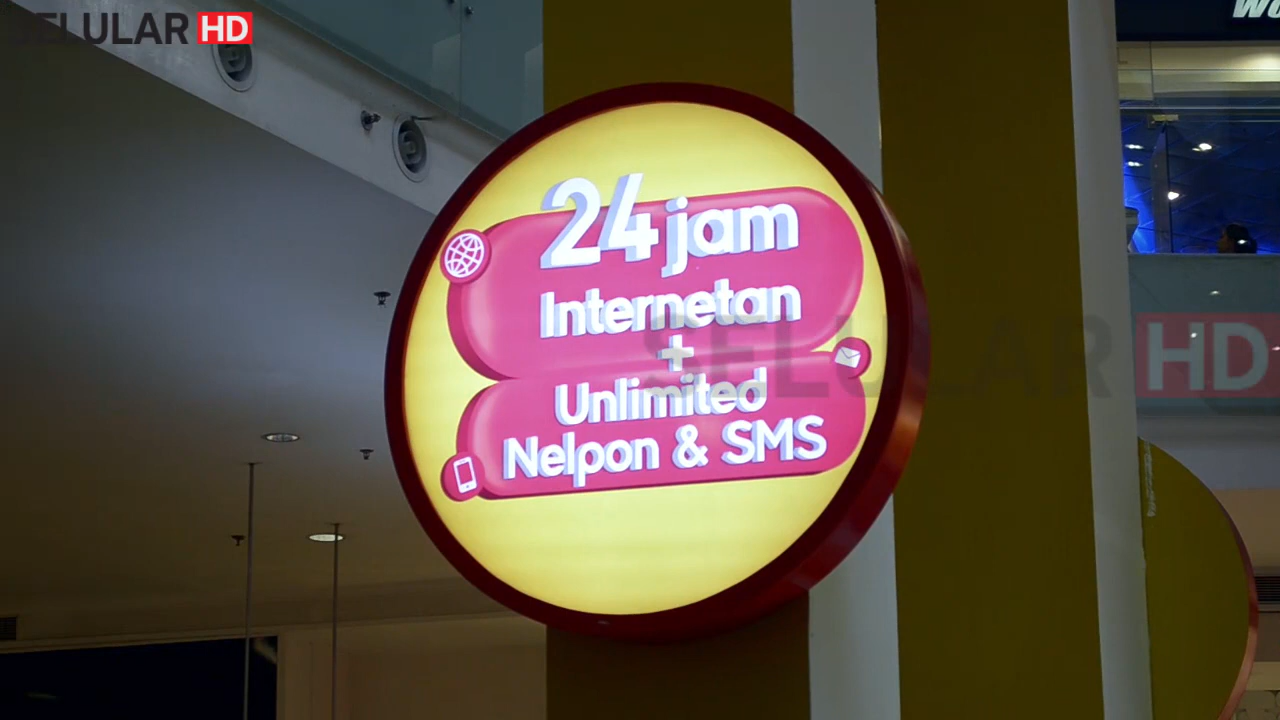 SELULAR HD
24 jam
Internetan
+
Unlimited
Nelpon & SMS
SELULAR HD